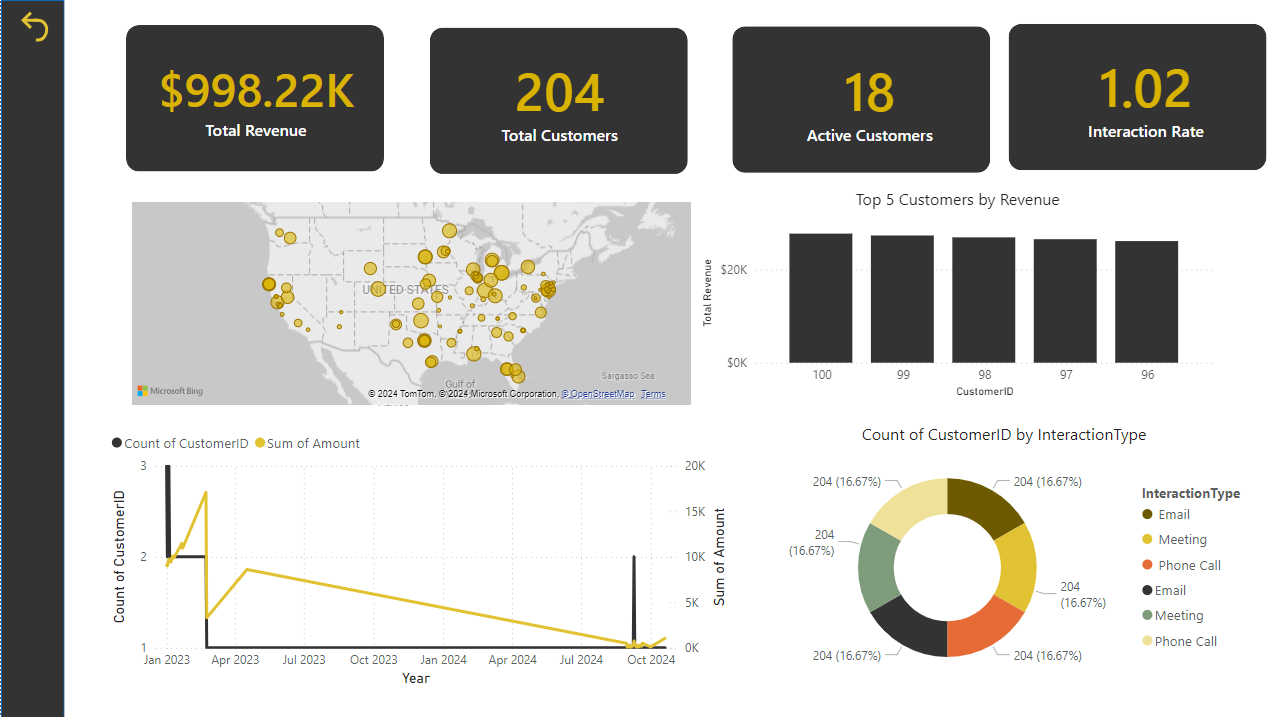 $998.22K
Total Revenue
204
Total Customers
18
Active Customers
1.02
Interaction Rate
UNITED STATES
Gulf of
Sargasso Sea
Microsoft Bing
© 2024 TomTom, © 2024 Microsoft Corporation, © OpenStreetMap Terms
Top 5 Customers by Revenue
Total Revenue
$20K
$0K
100 99 98 97 96
CustomerID
Count of CustomerID Sum of Amount
Count of CustomerID
3
2
1
20K
15K
10K
5K
0K
Sum of Amount
Jan 2023 Apr 2023 Jul 2023 Oct 2023 Jan 2024 Apr 2024 Jul 2024 Oct 2024
Year
Count of CustomerID by InteractionType
204 (16.67%)
204 (16.67%)
204
(16.67%)
204
(16.67%)
204 (16.67%)
204 (16.67%)
InteractionType
Email
Meeting
Phone Call
Email
Meeting
Phone Call